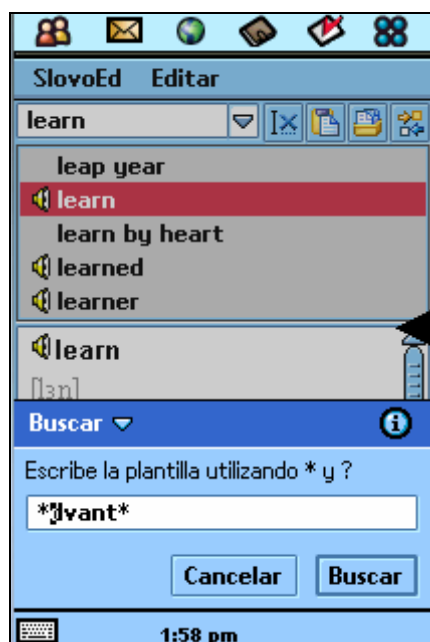 SlovoEd Editar
learn
leap year
learn
learn by heart
learned
learner
learn
[lɜn]
Buscar
Escribe la plantilla utilizando * y ?
Cancelar Buscar
1:58 pm